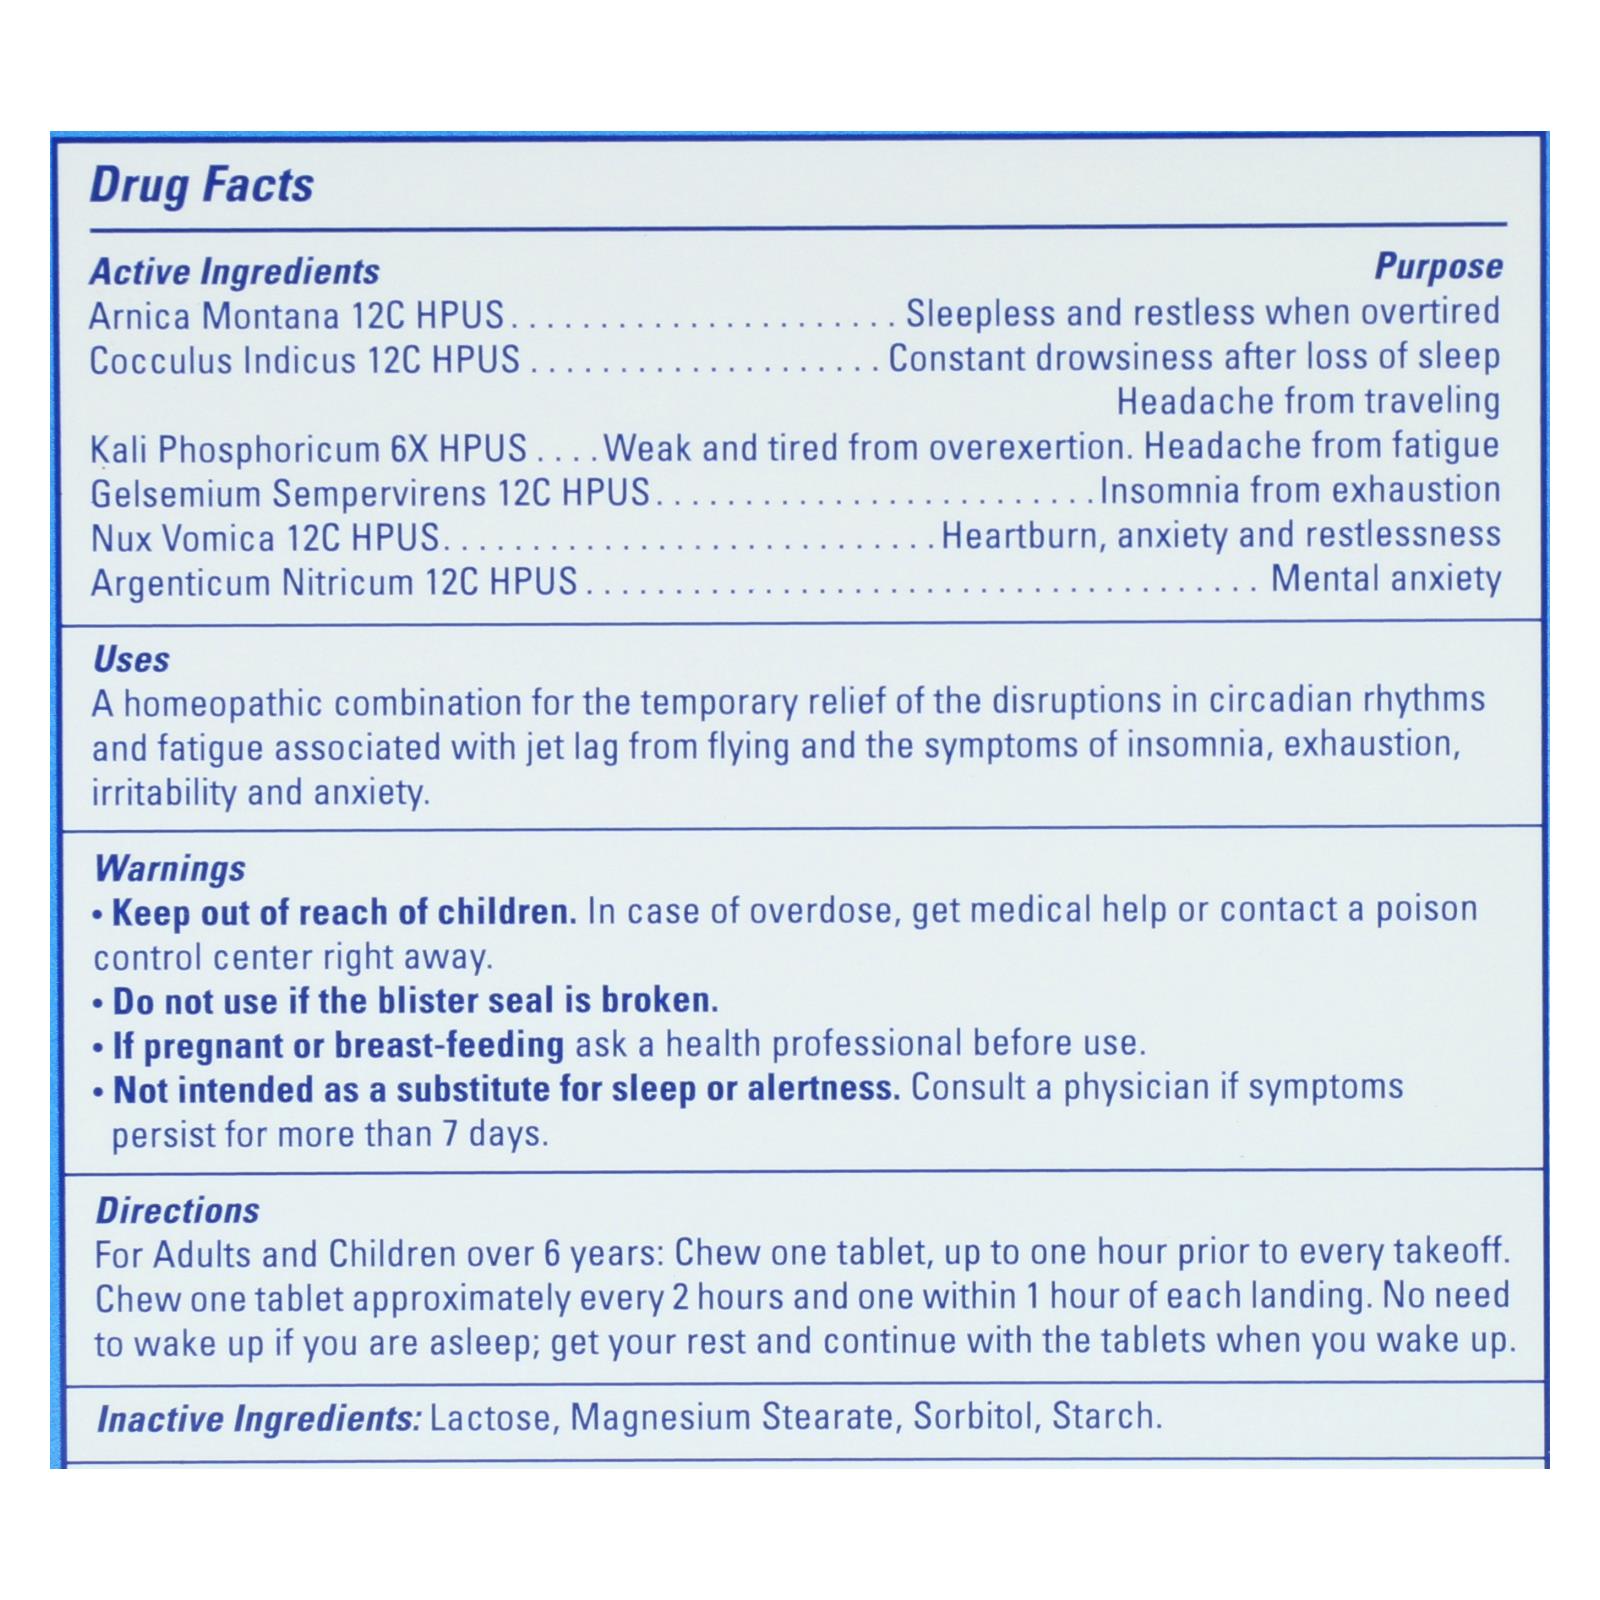 Drug Facts
Active Ingredients Purpose
Arnica Montana 12C HPUS...................... Sleepless and restless when overtired
Cocculus Indicus 12C HPUS .................... Constant drowsiness after loss of sleep
Headache from traveling
Kali Phosphoricum 6X HPUS ....Weak and tired from overexertion. Headache from fatigue
Gelsemium Sempervirens 12C HPUS.........................Insomnia from exhaustion
Nux Vomica 12C HPUS............................Heartburn, anxiety and restlessness
Argenticum Nitricum 12C HPUS...................................... Mental anxiety
Uses
A homeopathic combination for the temporary relief of the disruptions in circadian rhythms
and fatigue associated with jet lag from flying and the symptoms of insomnia, exhaustion,
irritability and anxiety.
Warnings
• Keep out of reach of children. In case of overdose, get medical help or contact a poison
control center right away.
• Do not use if the blister seal is broken.
• If pregnant or breast-feeding ask a health professional before use.
• Not intended as a substitute for sleep or alertness. Consult a physician if symptoms
persist for more than 7 days.
Directions
For Adults and Children over 6 years: Chew one tablet, up to one hour prior to every takeoff.
Chew one tablet approximately every 2 hours and one within 1 hour of each landing. No need
to wake up if you are asleep; get your rest and continue with the tablets when you wake up.
Inactive Ingredients: Lactose, Magnesium Stearate, Sorbitol, Starch.